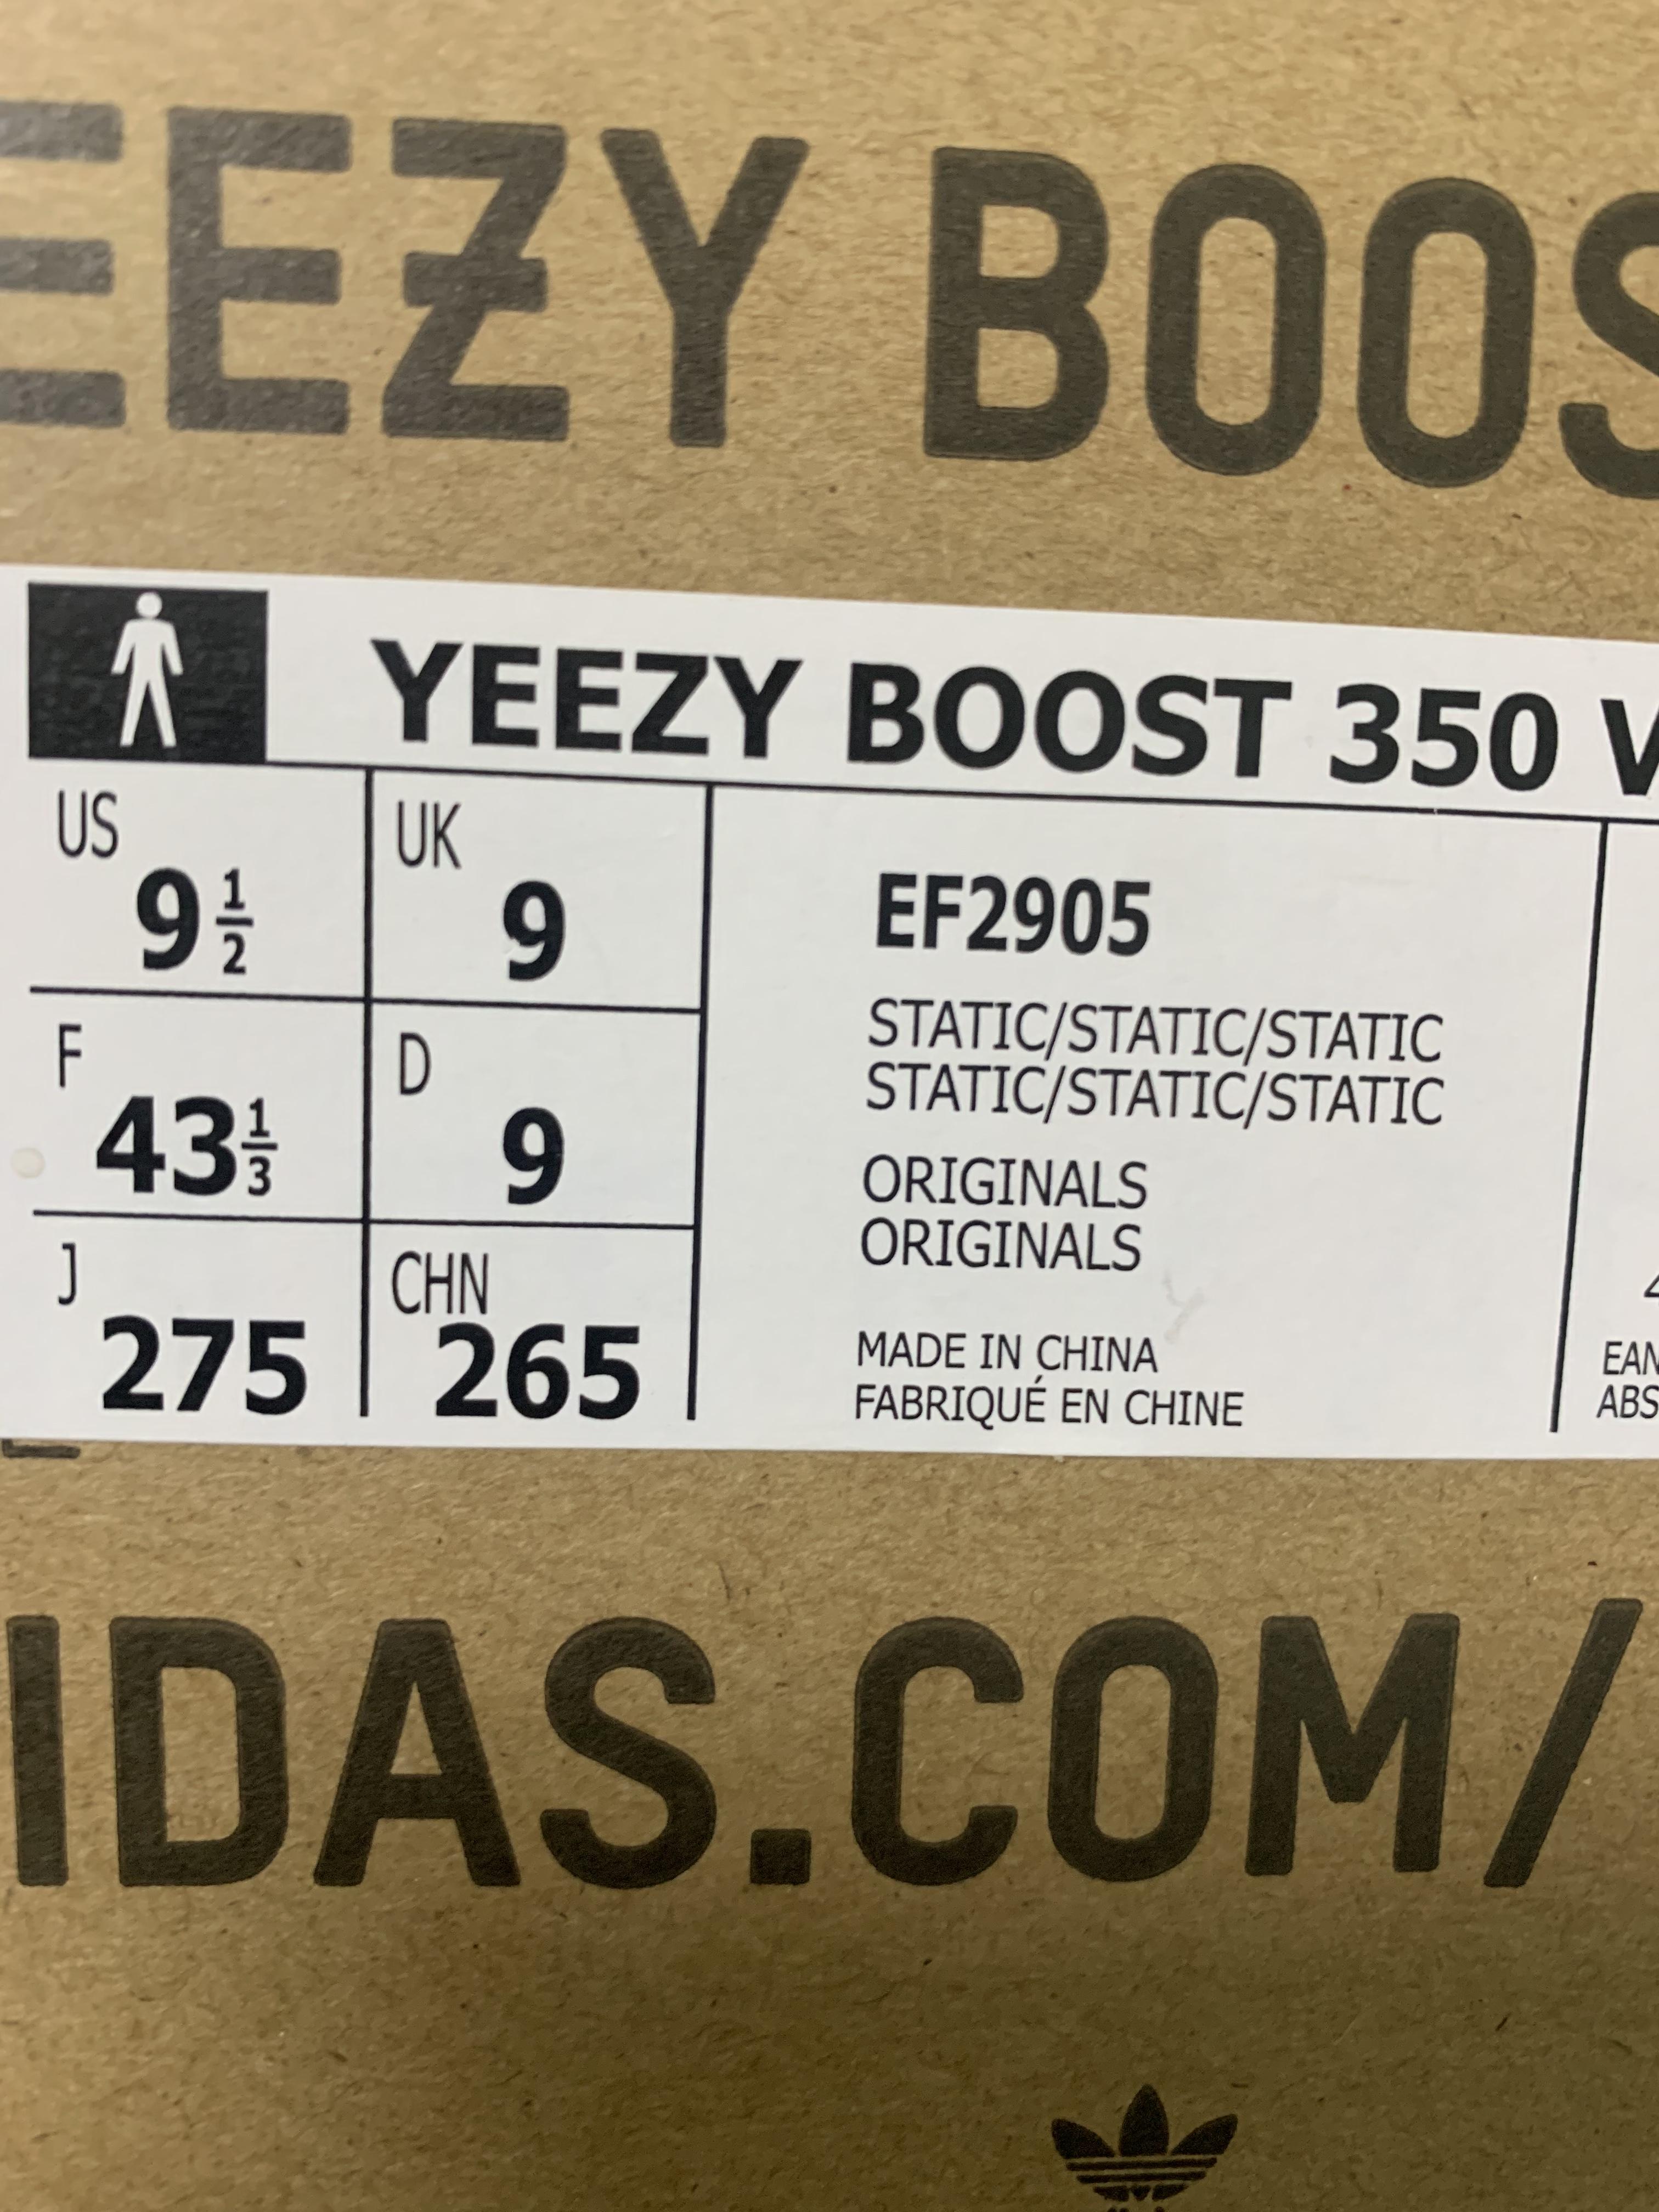 EEZY BOOS
YEEZY BOOST 350 V
US 9 1/2 UK 9
F 43 1/3 D 9
J 275 CHN 265
EF2905
STATIC/STATIC/STATIC
STATIC/STATIC/STATIC
ORIGINALS
ORIGINALS
MADE IN CHINA
FABRIQUÉ EN CHINE
4
EAN
ABS
IDAS.COM/